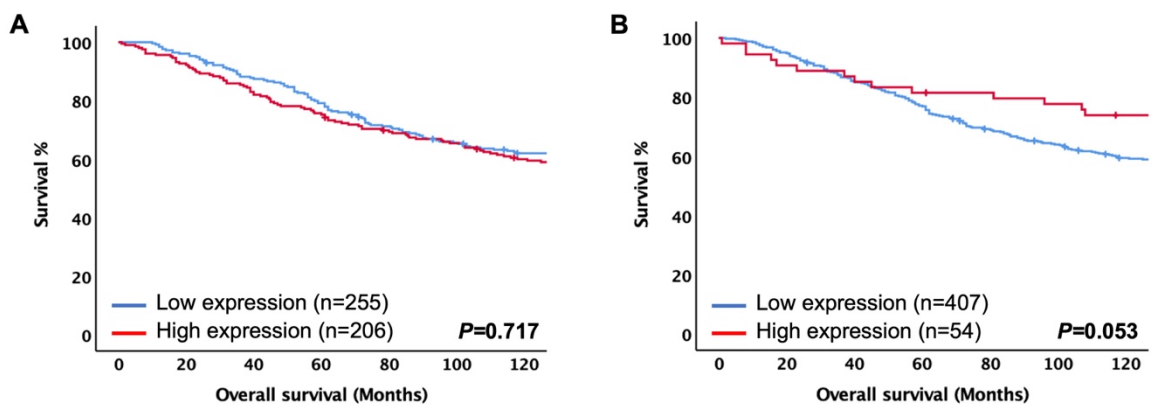 A
100
80
60
40
20
0
Survival %
Low expression (n=255)
High expression (n=206)
P=0.717
0 20 40 60 80 100 120
Overall survival (Months)
B
100
80
60
40
20
0
Survival %
Low expression (n=407)
High expression (n=54)
P=0.053
0 20 40 60 80 100 120
Overall survival (Months)